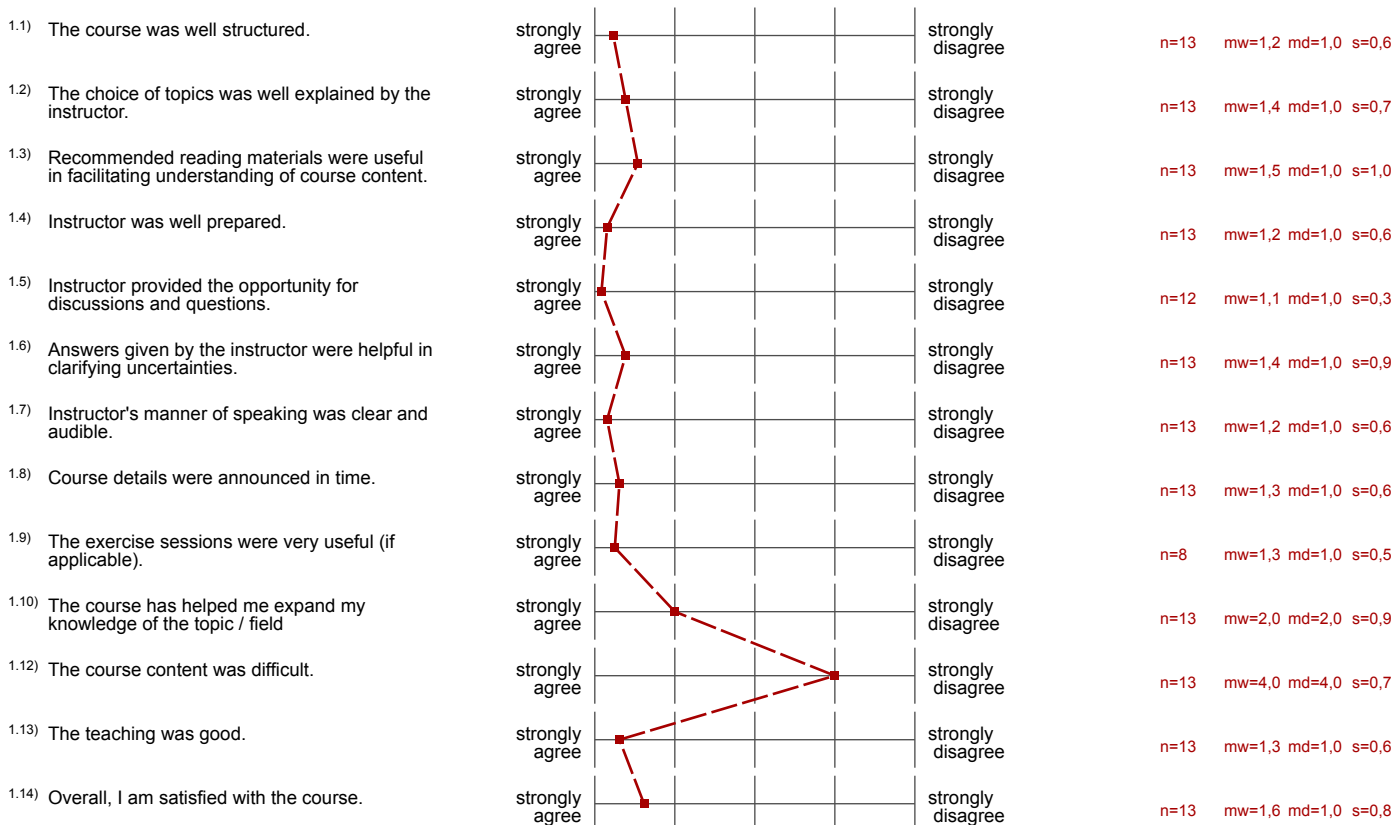 1.1) The course was well structured. strongly agree strongly disagree n=13 mw=1,2 md=1,0 s=0,6
1.2) The choice of topics was well explained by the
instructor. strongly agree strongly disagree n=13 mw=1,4 md=1,0 s=0,7
1.3) Recommended reading materials were useful
in facilitating understanding of course content. strongly agree strongly disagree n=13 mw=1,5 md=1,0 s=1,0
1.4) Instructor was well prepared. strongly agree strongly disagree n=13 mw=1,2 md=1,0 s=0,6
1.5) Instructor provided the opportunity for
discussions and questions. strongly agree strongly disagree n=12 mw=1,1 md=1,0 s=0,3
1.6) Answers given by the instructor were helpful in
clarifying uncertainties. strongly agree strongly disagree n=13 mw=1,4 md=1,0 s=0,9
1.7) Instructor's manner of speaking was clear and
audible. strongly agree strongly disagree n=13 mw=1,2 md=1,0 s=0,6
1.8) Course details were announced in time. strongly agree strongly disagree n=13 mw=1,3 md=1,0 s=0,6
1.9) The exercise sessions were very useful (if
applicable). strongly agree strongly disagree n=8 mw=1,3 md=1,0 s=0,5
1.10) The course has helped me expand my
knowledge of the topic / field strongly agree strongly disagree n=13 mw=2,0 md=2,0 s=0,9
1.12) The course content was difficult. strongly agree strongly disagree n=13 mw=4,0 md=4,0 s=0,7
1.13) The teaching was good. strongly agree strongly disagree n=13 mw=1,3 md=1,0 s=0,6
1.14) Overall, I am satisfied with the course. strongly agree strongly disagree n=13 mw=1,6 md=1,0 s=0,8